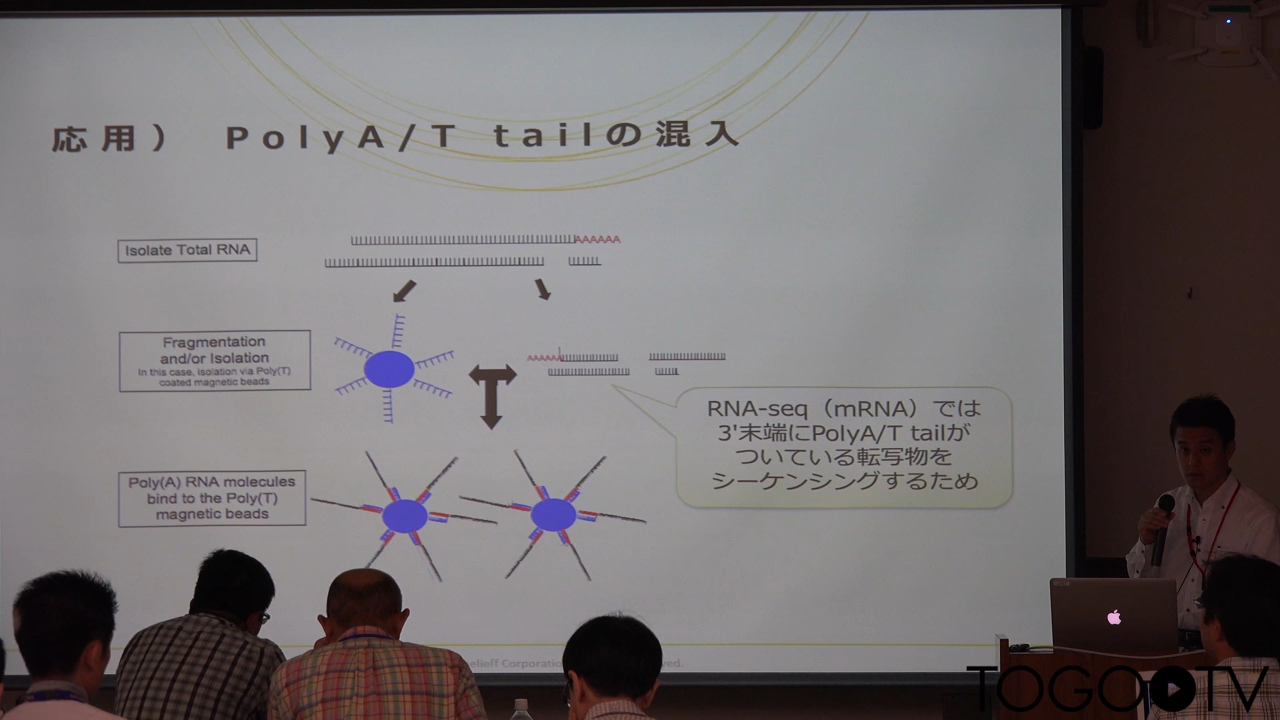 応用） PolyA/T tailの混入
Isolate Total RNA
AAAAAA
Fragmentation
and/or Isolation
In this case, Isolation via Poly(T)
coated magnetic beads
AAAAAA
RNA-seq（mRNA）では
3'末端にPolyA/T tailが
ついている転写物を
シーケンシングするため
Poly(A) RNA molecules
bind to the Poly(T)
magnetic beads
TOGO TV